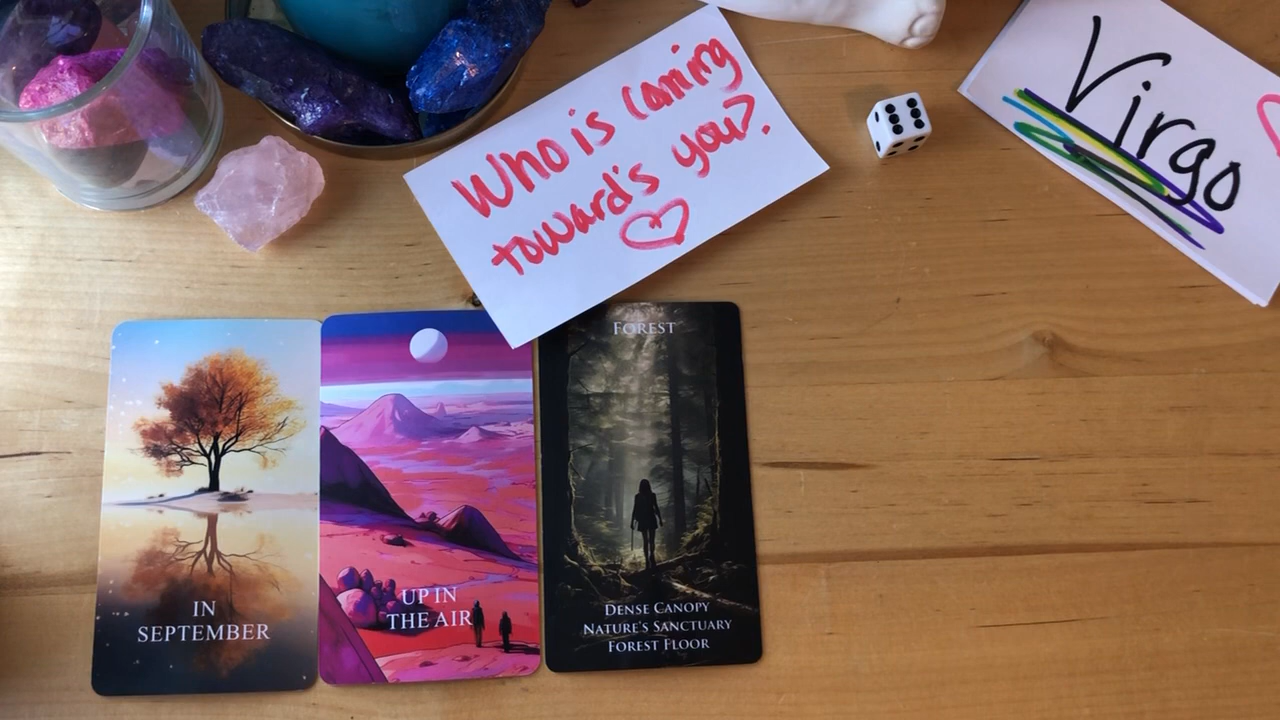 Who is Coming
toward's you?
Virgo
IN
SEPTEMBER
UP IN
THE AIR
FOREST
DENSE CANOPY
NATURE'S SANCTUARY
FOREST FLOOR